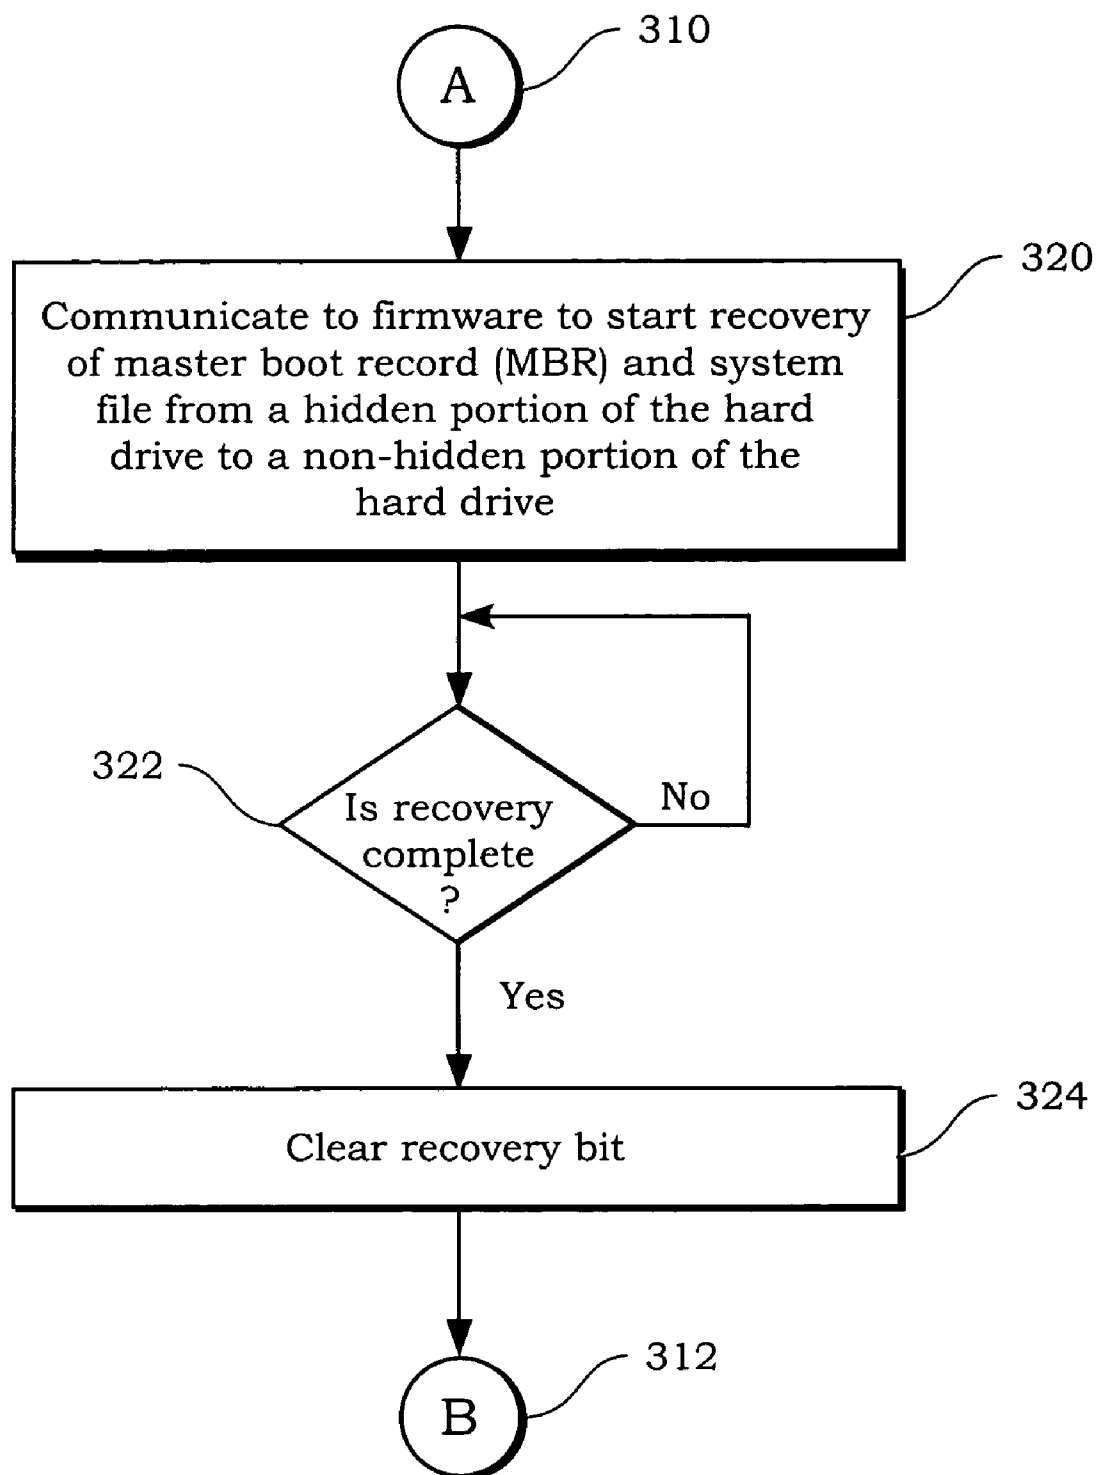 310
A
320
Communicate to firmware to start recovery
of master boot record (MBR) and system
file from a hidden portion of the hard
drive to a non-hidden portion of the
hard drive
322
No
Is recovery
complete
?
Yes
324
Clear recovery bit
312
B